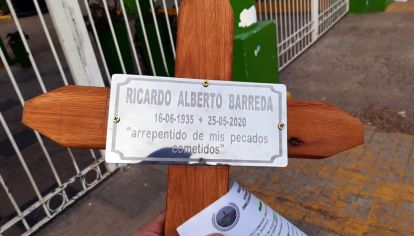 RICARDO ALBERTO BARREDA
16-06-1935 + 25-05-2020
"arrepentido de mis pecados
cometidos"